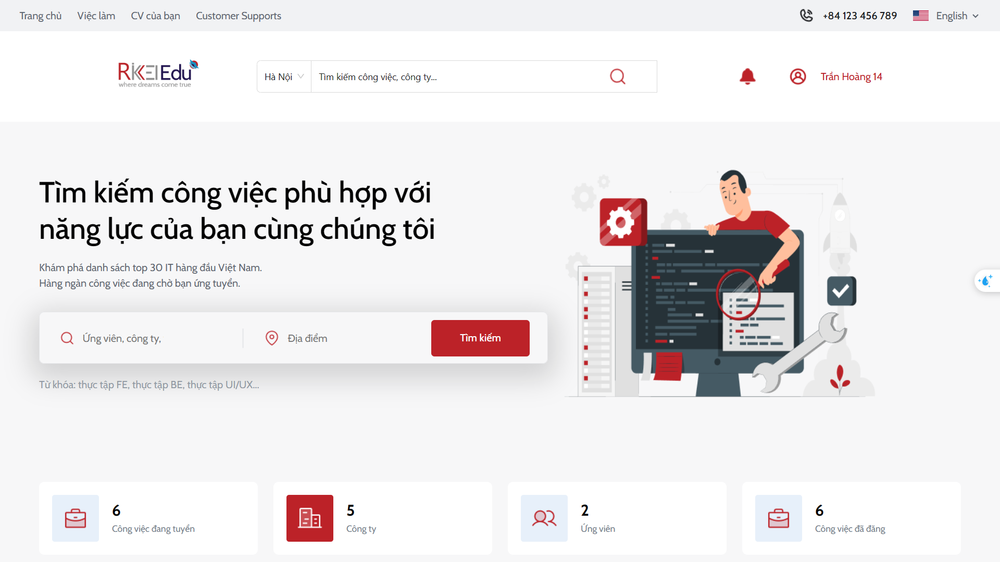 Trang chủ Việc làm CV của bạn Customer Supports +84 123 456 789 English
RIKKEI Edu
where dreams come true
Hà Nội Tìm kiếm công việc, công ty... Trần Hoàng 14
Tìm kiếm công việc phù hợp với
năng lực của bạn cùng chúng tôi
Khám phá danh sách top 30 IT hàng đầu Việt Nam.
Hàng ngàn công việc đang chờ bạn ứng tuyển.
Ứng viên, công ty, Địa điểm Tìm kiếm
Từ khóa: thực tập FE, thực tập BE, thực tập UI/UX...
6
Công việc đang tuyển
5
Công ty
2
Ứng viên
6
Công việc đã đăng